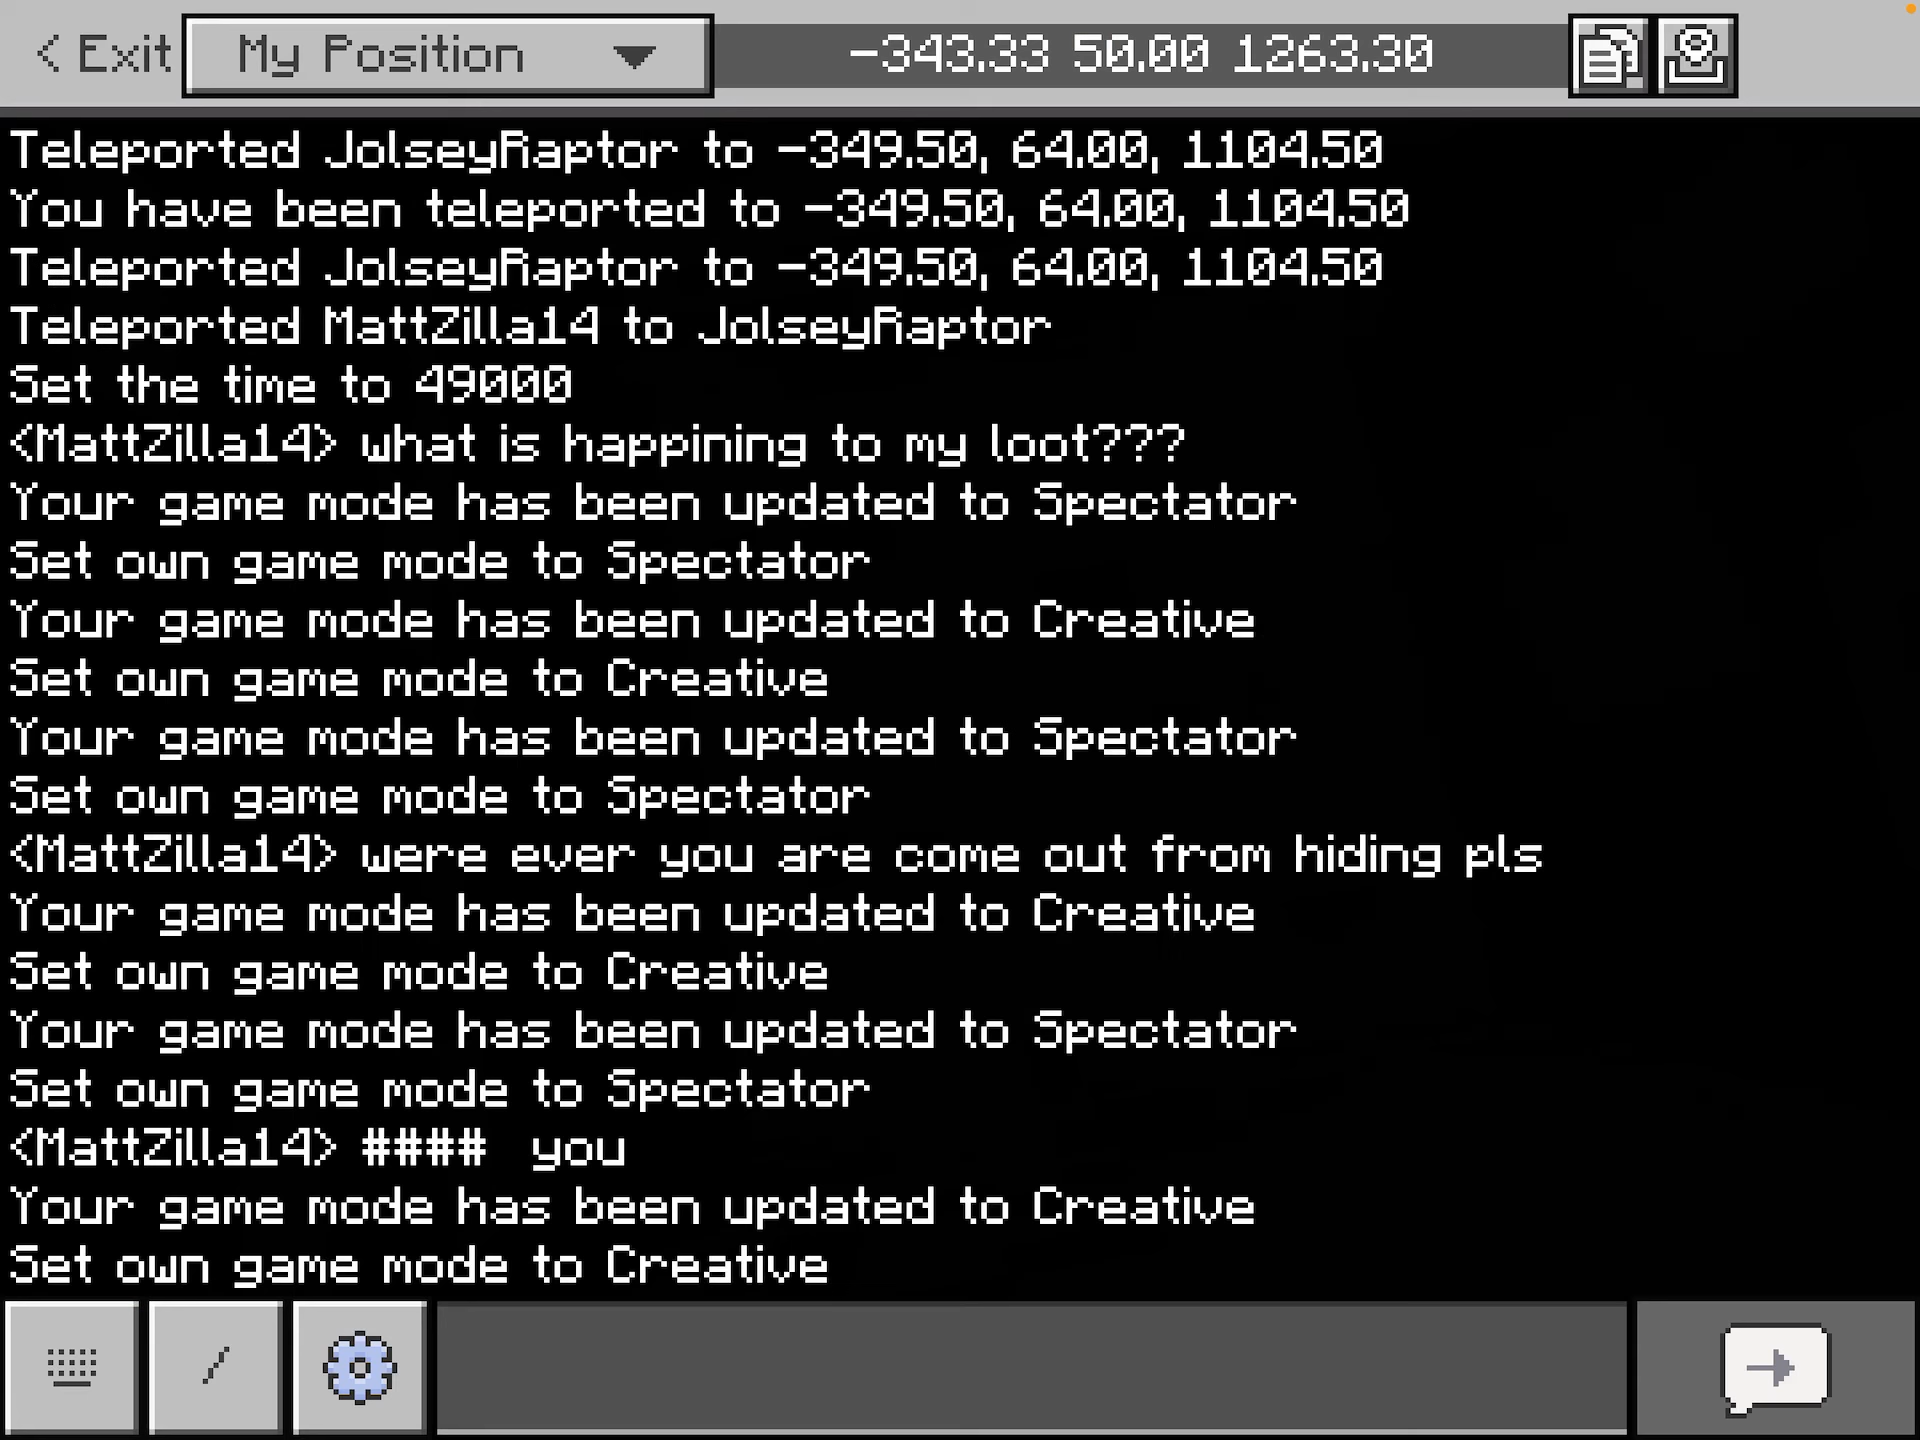 < Exit My Position -343.33 50.00 1263.30
Teleported JolseyRaptor to -349.50, 64.00, 1104.50
You have been teleported to -349.50, 64.00, 1104.50
Teleported JolseyRaptor to -349.50, 64.00, 1104.50
Teleported MattZilla14 to JolseyRaptor
Set the time to 49000
<MattZilla14> what is happining to my loot???
Your game mode has been updated to Spectator
Set own game mode to Spectator
Your game mode has been updated to Creative
Set own game mode to Creative
Your game mode has been updated to Spectator
Set own game mode to Spectator
<MattZilla14> were ever you are come out from hiding pls
Your game mode has been updated to Creative
Set own game mode to Creative
Your game mode has been updated to Spectator
Set own game mode to Spectator
<MattZilla14> ####  you
Your game mode has been updated to Creative
Set own game mode to Creative
/